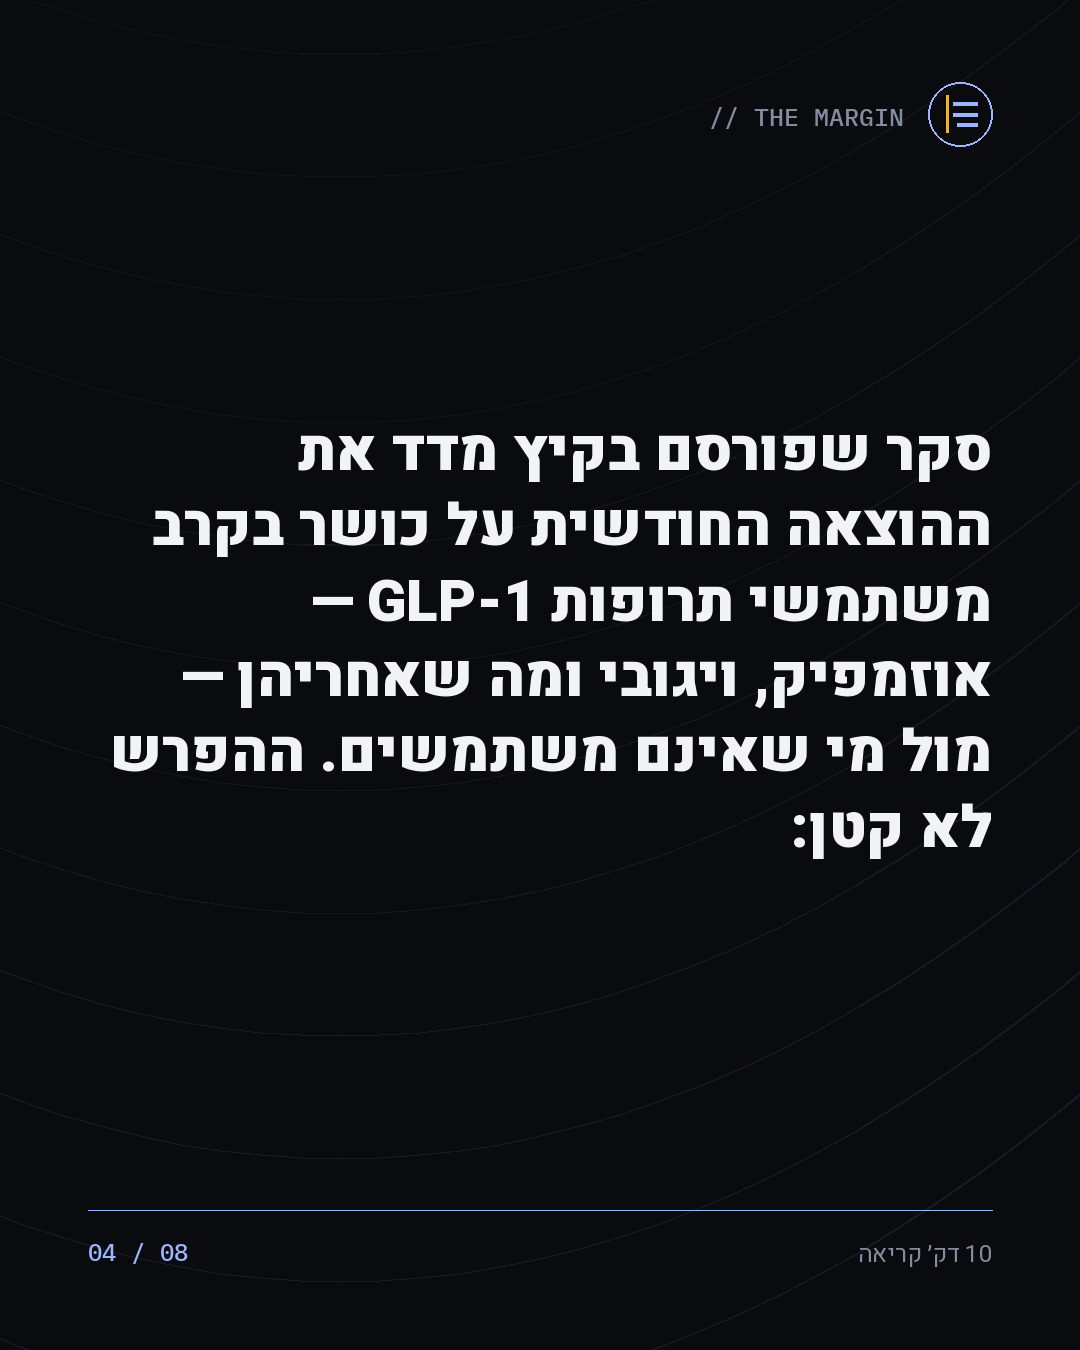 // THE MARGIN
סקר שפורסם בקיץ מדד את
ההוצאה החודשית על כושר בקרב
משתמשי תרופות GLP-1 —
אוזמפיק, ויגובי ומה שאחריהן —
מול מי שאינם משתמשים. ההפרש
לא קטן:
10 דק׳ קריאה
04 / 08